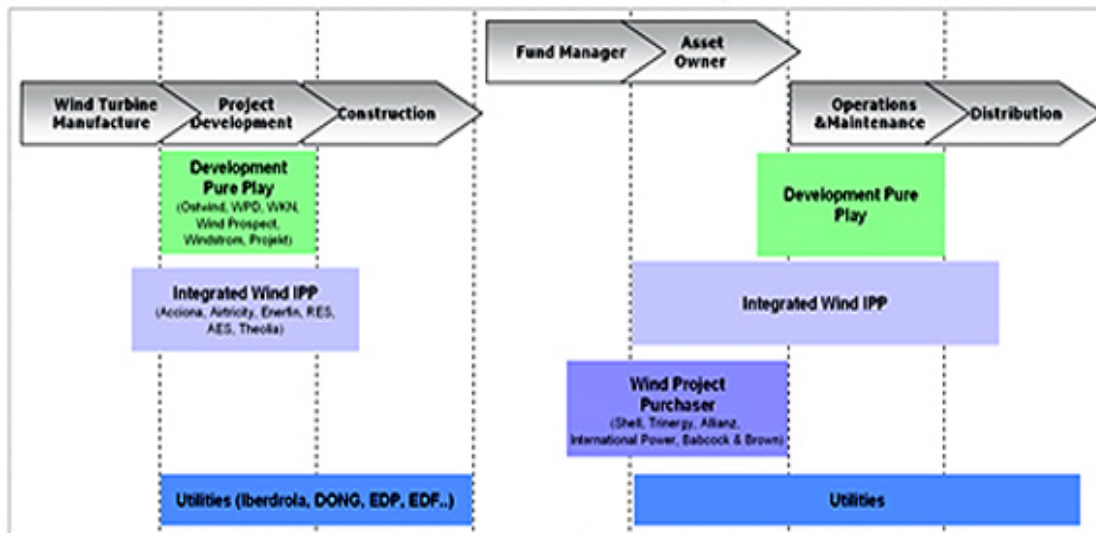 Fund Manager
Asset
Owner
Wind Turbine
Manufacture
Project
Development
Construction
Operations
&Maintenance
Distribution
Development
Pure Play
(Ostwind, WPD, WKN,
Wind Prospect,
Windstrom, Projekt)
Development Pure
Play
Integrated Wind IPP
(Acciona, Airtricity, Enerfin, RES,
AES, Theolia)
Integrated Wind IPP
Wind Project
Purchaser
(Shell, Trinergy, Allianz,
International Power, Babcock & Brown)
Utilities (Iberdrola, DONG, EDP, EDF..)
Utilities